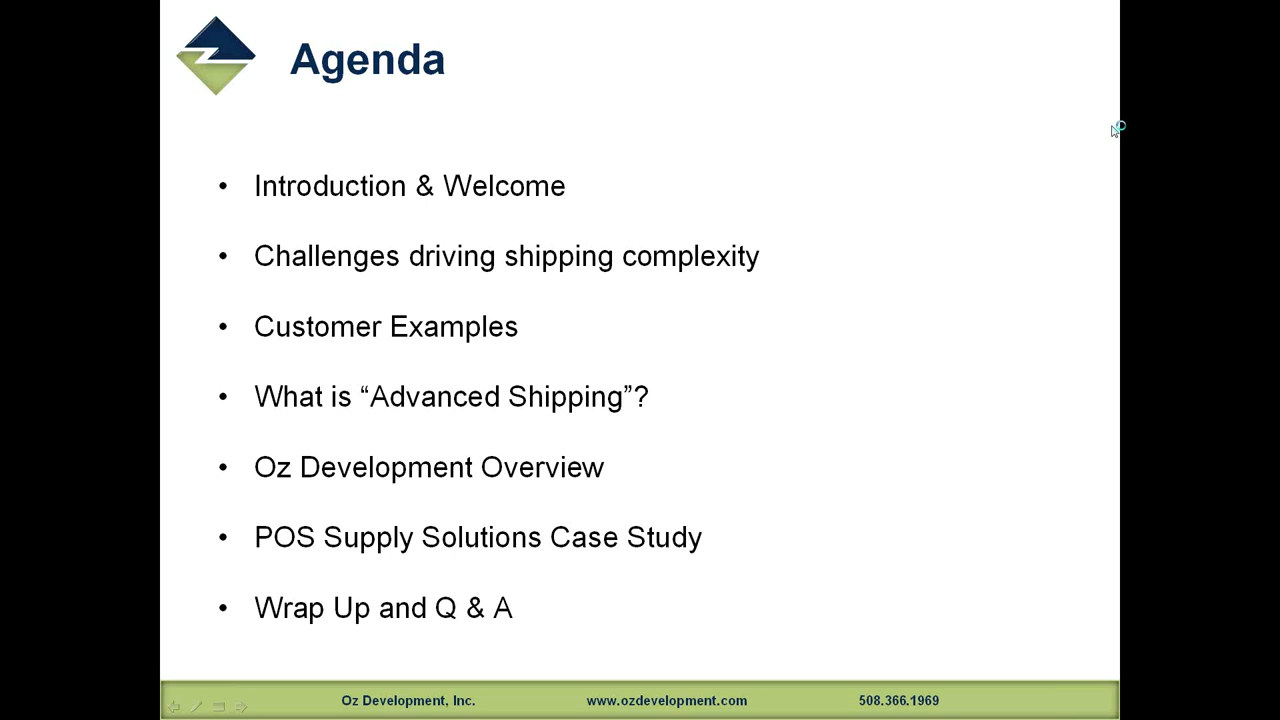 Agenda
• Introduction & Welcome
• Challenges driving shipping complexity
• Customer Examples
• What is “Advanced Shipping”?
• Oz Development Overview
• POS Supply Solutions Case Study
• Wrap Up and Q & A
Oz Development, Inc. www.ozdevelopment.com 508.366.1969